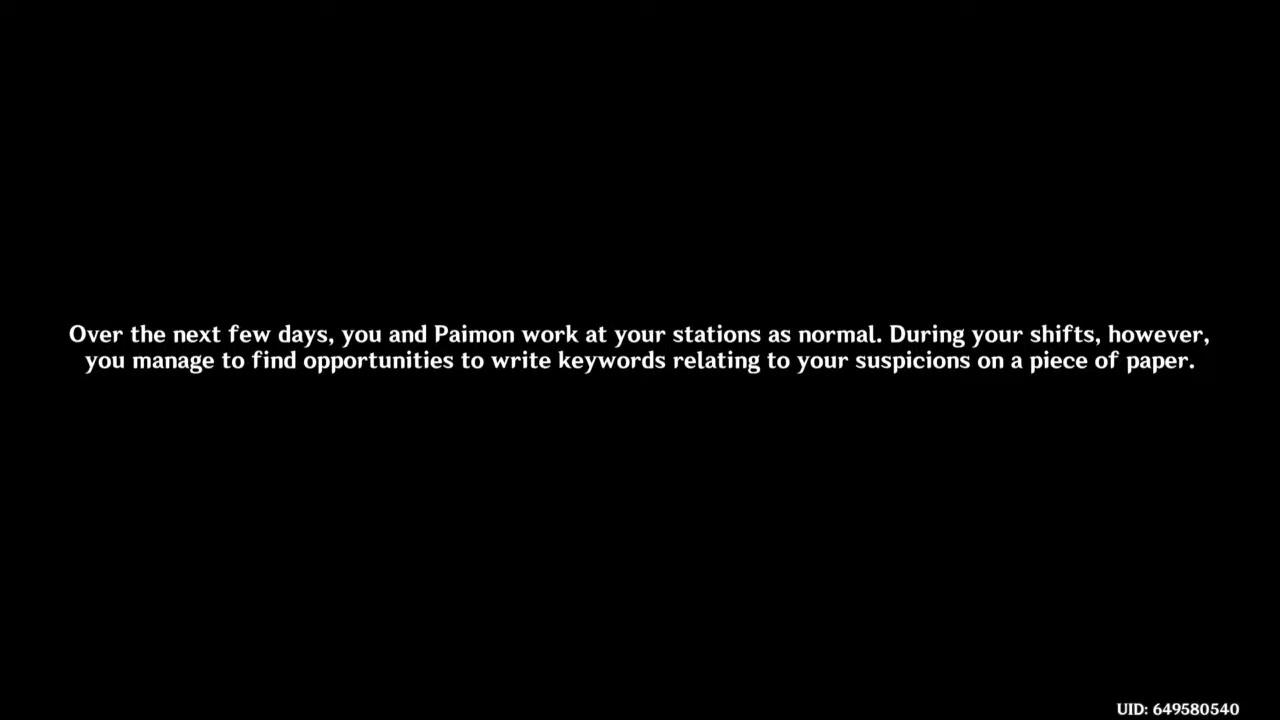 Over the next few days, you and Paimon work at your stations as normal. During your shifts, however,
you manage to find opportunities to write keywords relating to your suspicions on a piece of paper.
UID: 649580540